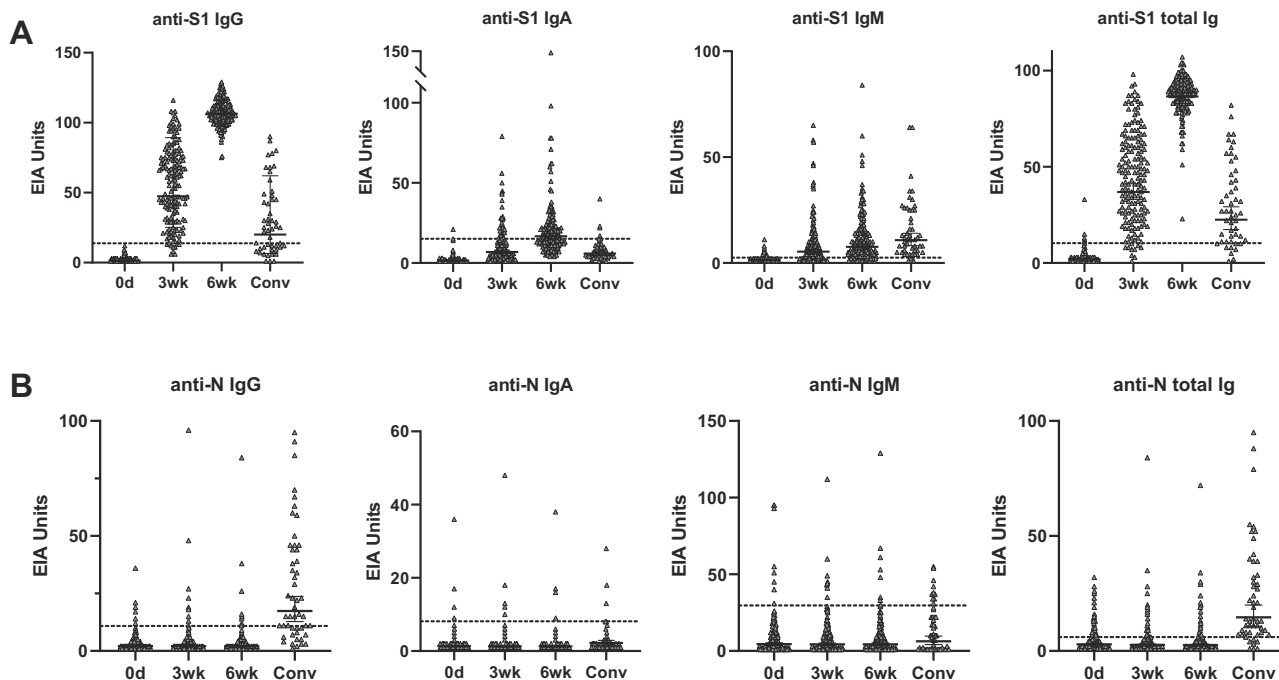 A
anti-S1 IgG
EIA Units
150
100
50
0
0d 3wk 6wk Conv
anti-S1 IgA
EIA Units
150
100
50
0
0d 3wk 6wk Conv
anti-S1 IgM
EIA Units
100
50
0
0d 3wk 6wk Conv
anti-S1 total Ig
EIA Units
100
50
0
0d 3wk 6wk Conv
B
anti-N IgG
EIA Units
100
50
0
0d 3wk 6wk Conv
anti-N IgA
EIA Units
60
40
20
0
0d 3wk 6wk Conv
anti-N IgM
EIA Units
150
100
50
0
0d 3wk 6wk Conv
anti-N total Ig
EIA Units
100
50
0
0d 3wk 6wk Conv